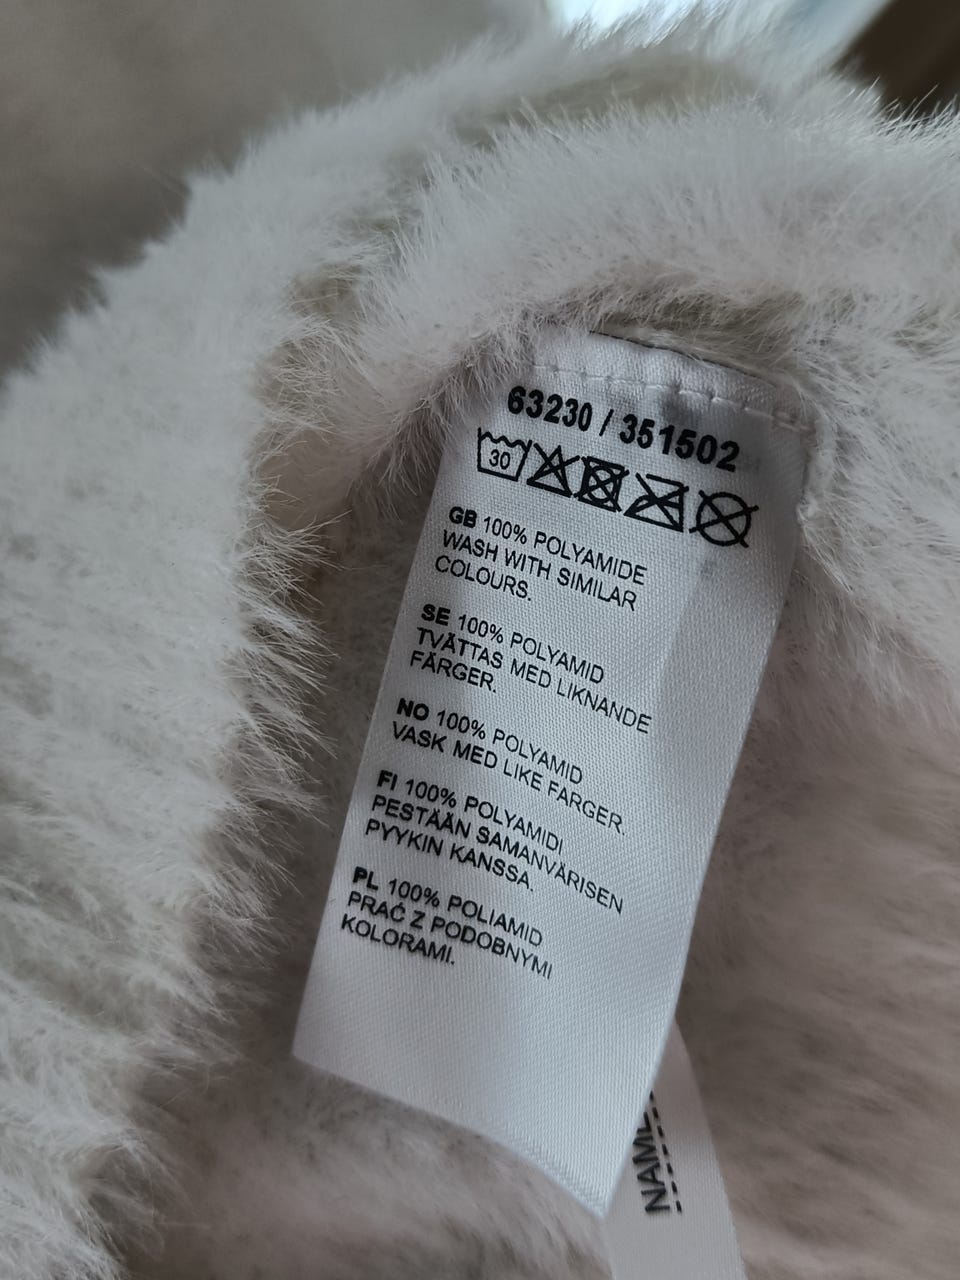 63230 / 351502
30
GB 100% POLYAMIDE
WASH WITH SIMILAR
COLOURS.
SE 100% POLYAMID
TVÄTTAS MED LIKNANDE
FÄRGER.
NO 100% POLYAMID
VASK MED LIKE FARGER.
FI 100% POLYAMIDI
PESTÄÄN SAMANVÄRISEN
PYYKIN KANSSA.
PL 100% POLIAMID
PRAĆ Z PODOBNYMI
KOLORAMI.
NAME